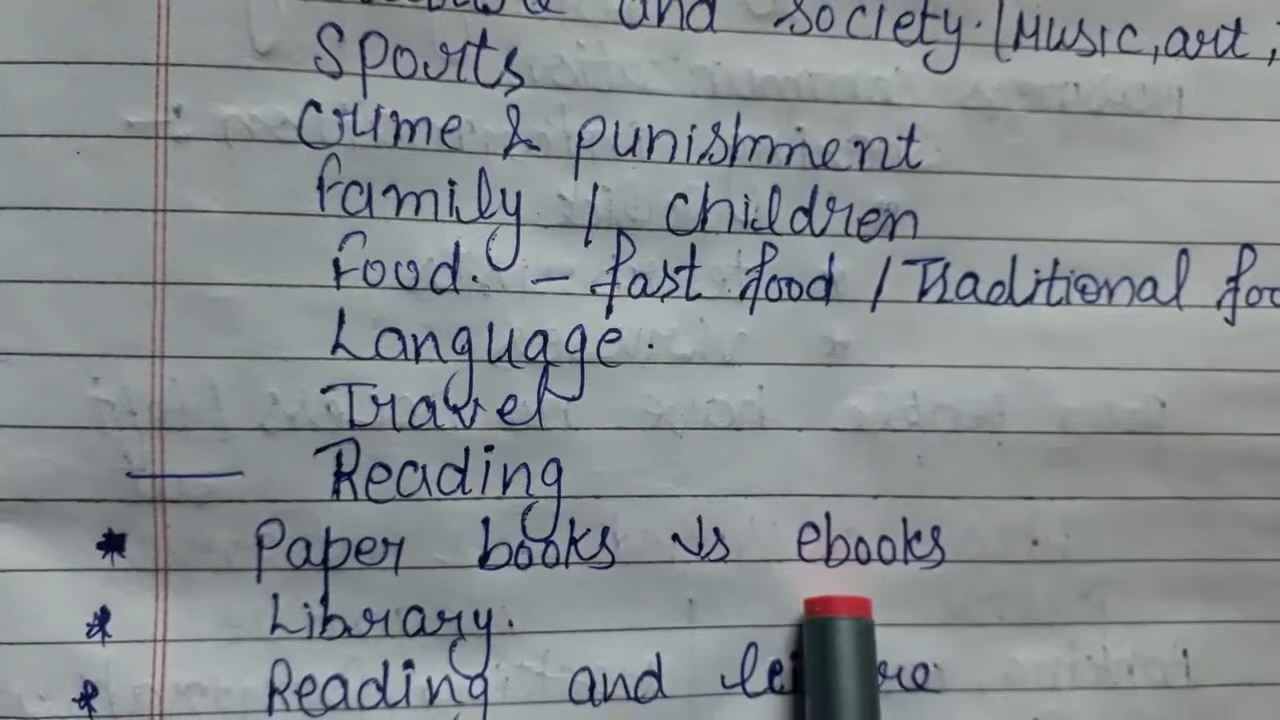 and society. (Music, art,
Sports
Crime & punishment
family / children
food. - fast food / Traditional
Language.
Travel
Reading
* Paper books vs ebooks
* Library.
* Reading and